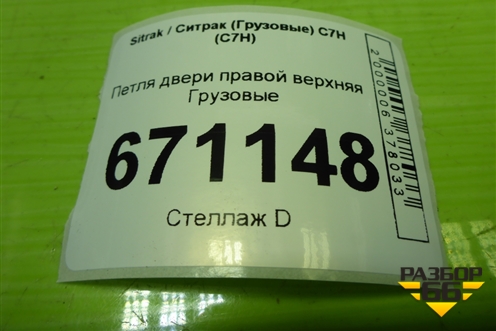 Sitrak / Ситрак (Грузовые) C7H
(C7H)
Петля двери правой верхняя
Грузовые
671148
Стеллаж D
2000006378033
РАЗБОР
66